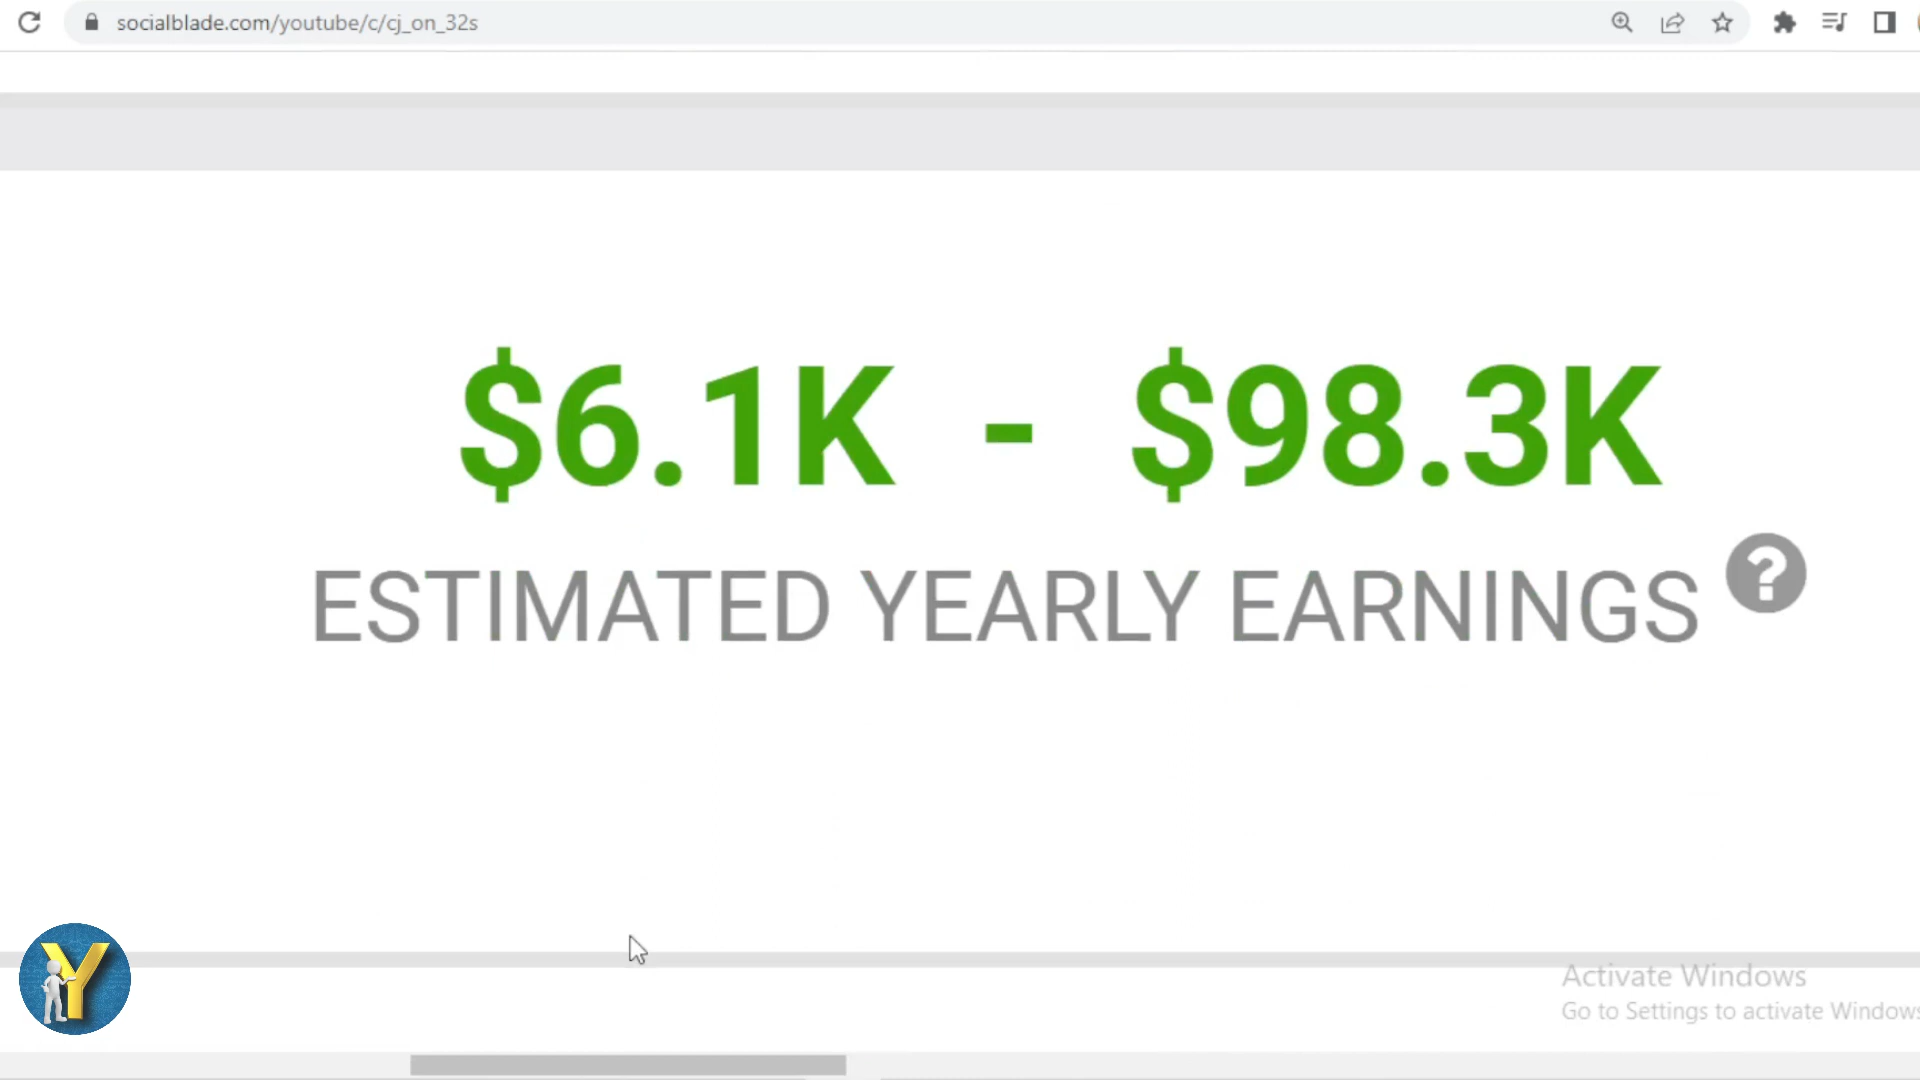 socialblade.com/youtube/c/cj_on_32s
$6.1K - $98.3K
ESTIMATED YEARLY EARNINGS ?
Y
Activate Windows
Go to Settings to activate Windows